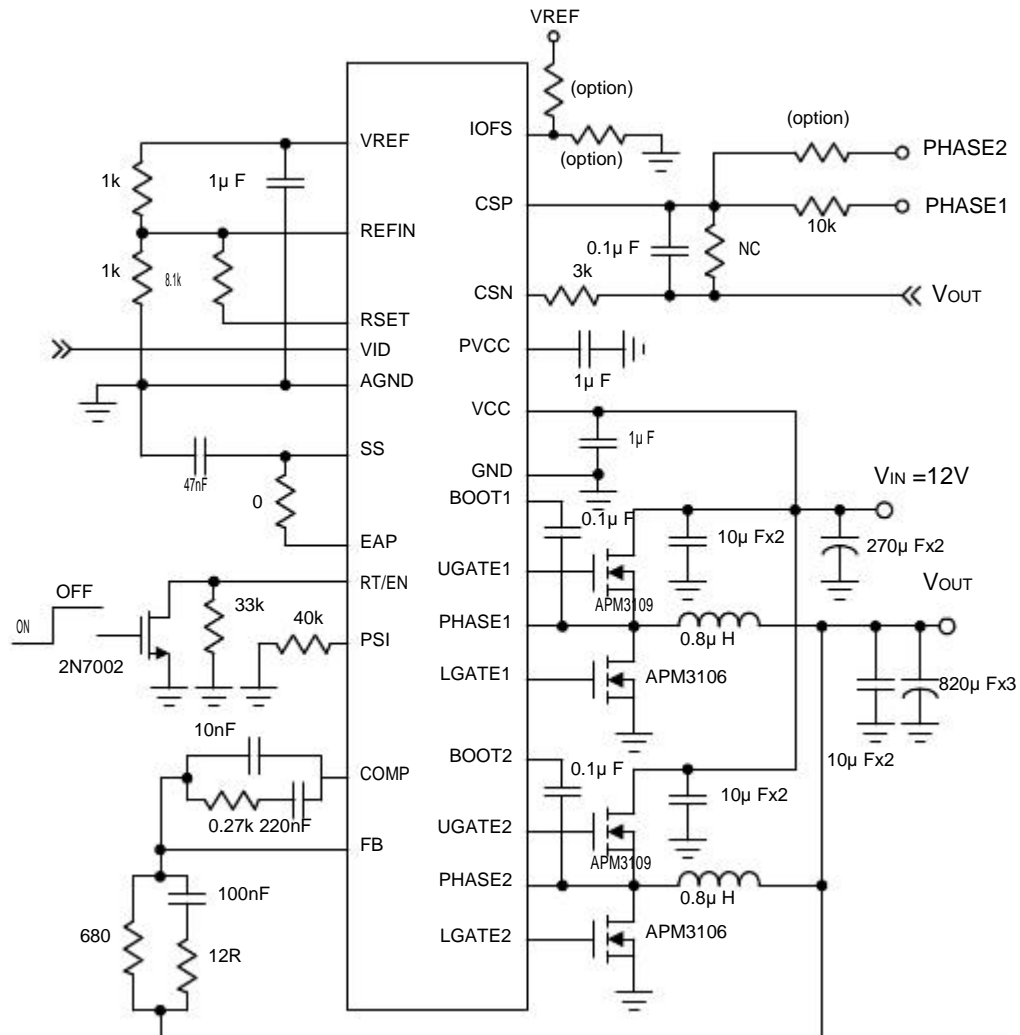 VREF
(option)
IOFS
(option)
(option)
PHASE2
VREF
1k
1µ F
CSP
PHASE1
10k
REFIN
0.1µ F
NC
1k
8.1k
3k
CSN
VOUT
RSET
VID
PVCC
1µ F
AGND
VCC
1µ F
SS
47nF
GND
VIN =12V
BOOT1
0
0.1µ F
10µ Fx2
270µ Fx2
EAP
UGATE1
VOUT
RT/EN
OFF
ON
APM3109
33k
40k
PSI
PHASE1
0.8µ H
2N7002
LGATE1
APM3106
820µ Fx3
10nF
BOOT2
10µ Fx2
COMP
0.1µ F
10µ Fx2
0.27k 220nF
UGATE2
FB
APM3109
PHASE2
100nF
0.8µ H
680
LGATE2
APM3106
12R